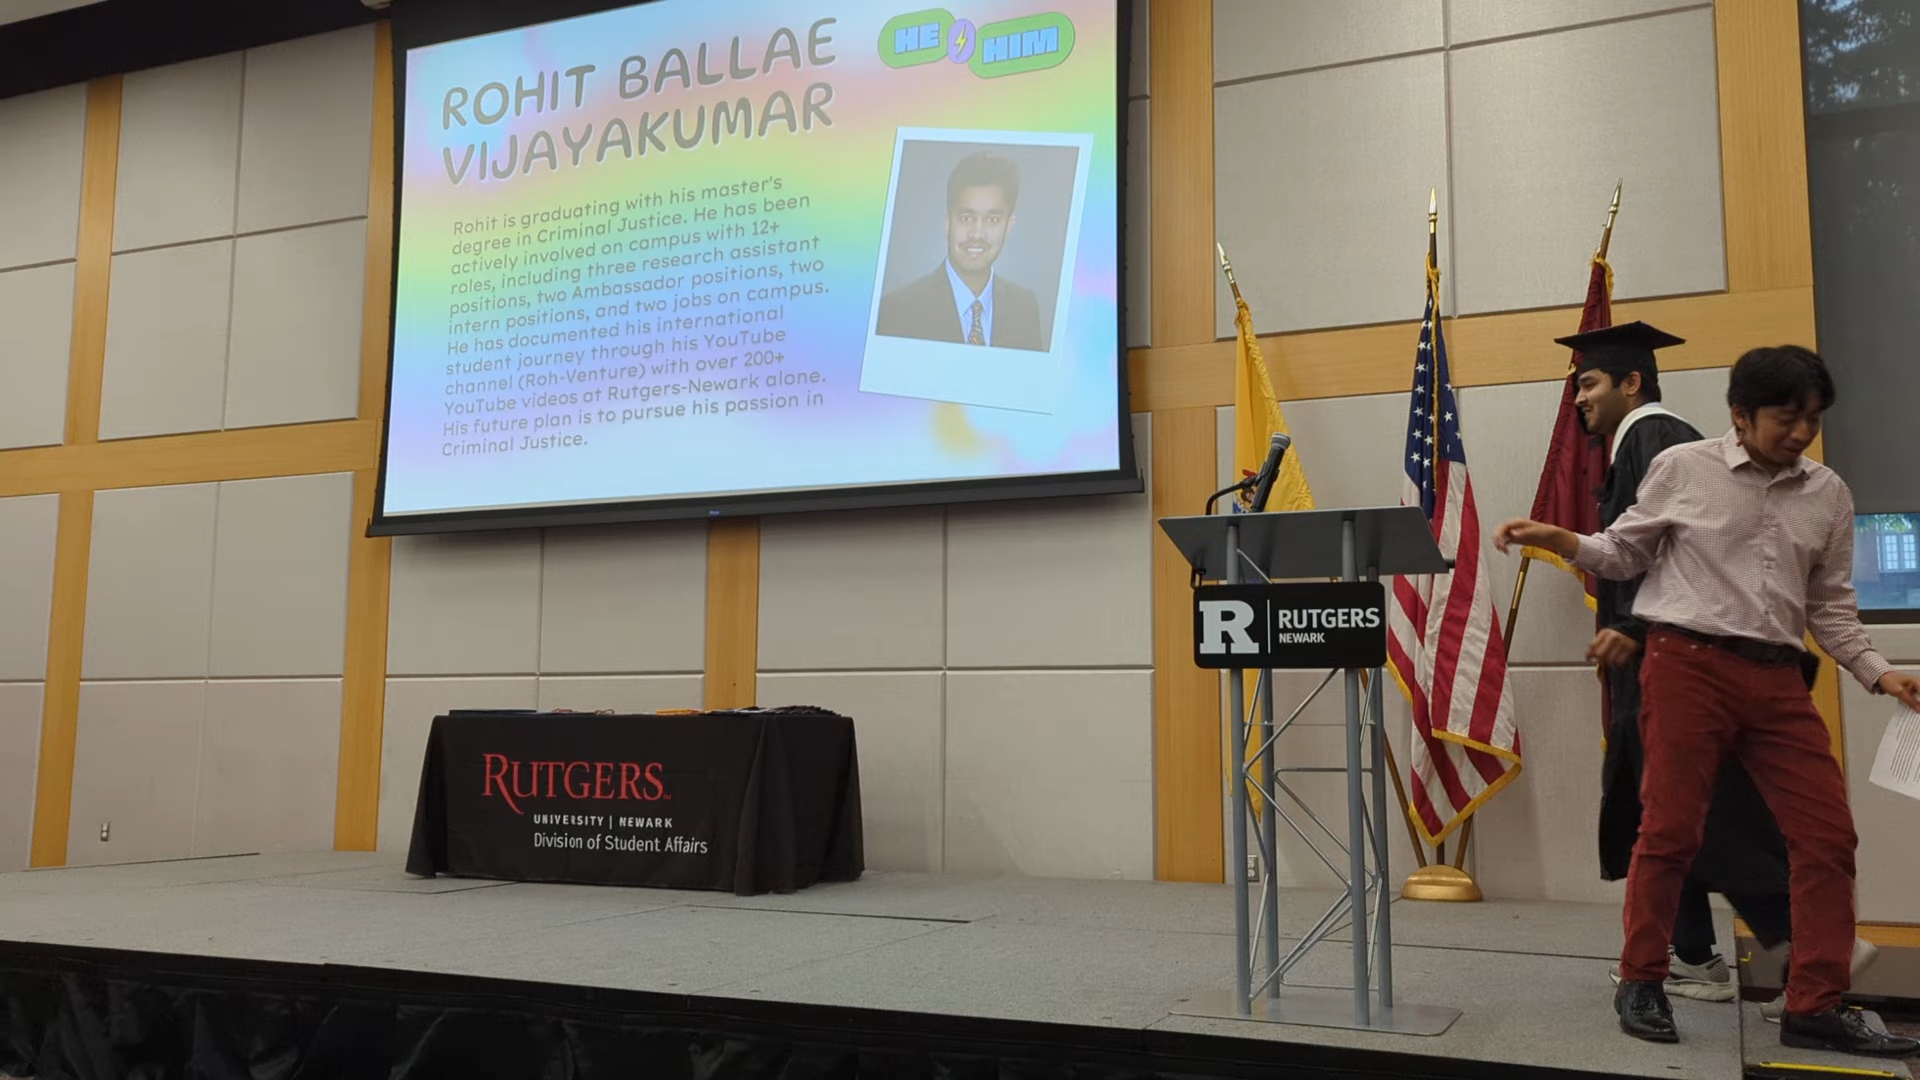 ROHIT BALLAE
VIJAYAKUMAR
HE
HIM
Rohit is graduating with his master's
degree in Criminal Justice. He has been
actively involved on campus with 12+
roles, including three research assistant
positions, two Ambassador positions, two
intern positions, and two jobs on campus.
He has documented his international
student journey through his YouTube
channel (Roh-Venture) with over 200+
YouTube videos at Rutgers-Newark alone.
His future plan is to pursue his passion in
Criminal Justice.
R RUTGERS
NEWARK
RUTGERS
UNIVERSITY | NEWARK
Division of Student Affairs